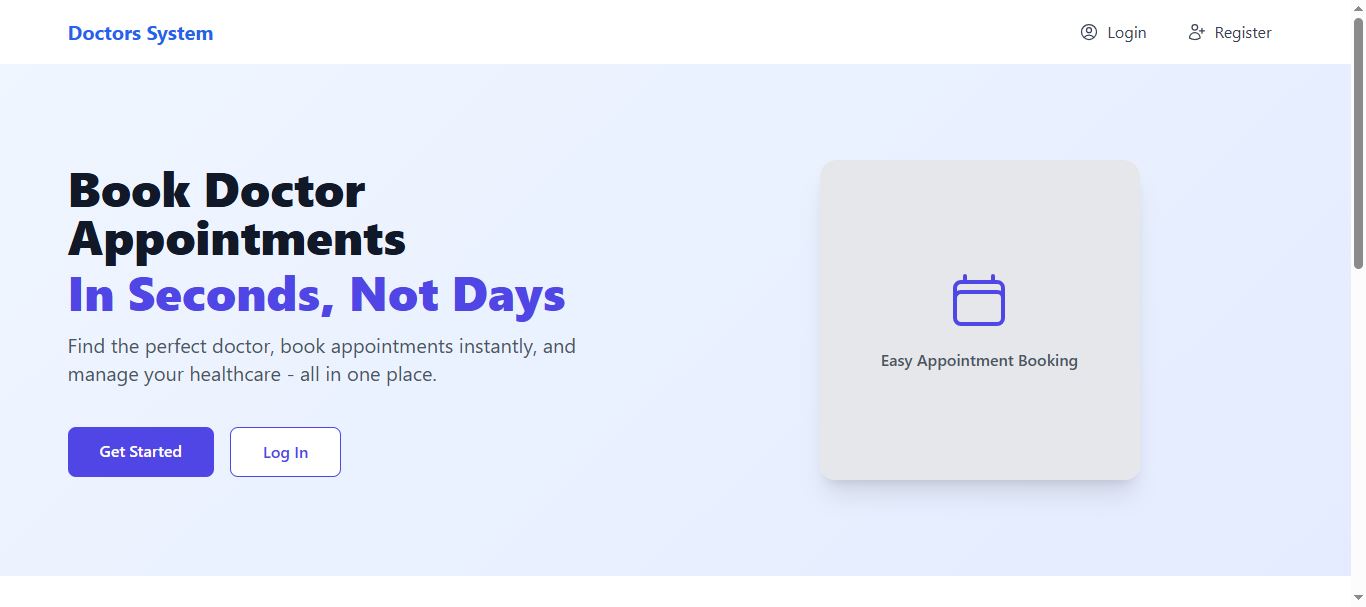 Doctors System
Login
Register
Book Doctor
Appointments
In Seconds, Not Days
Find the perfect doctor, book appointments instantly, and
manage your healthcare - all in one place.
Get Started
Log In
Easy Appointment Booking